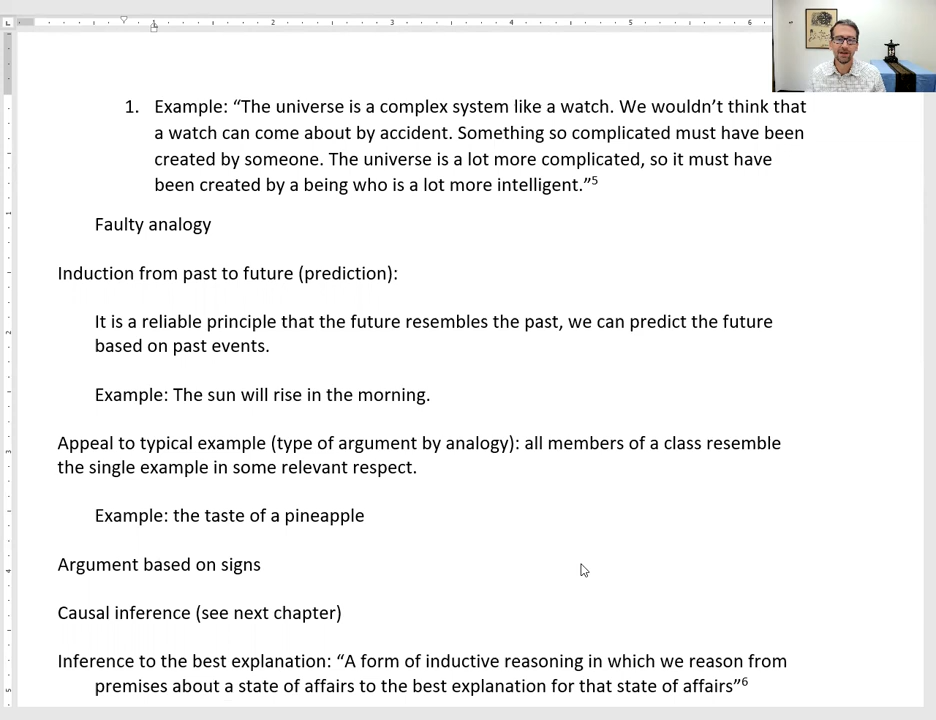 1. Example: “The universe is a complex system like a watch. We wouldn’t think that
a watch can come about by accident. Something so complicated must have been
created by someone. The universe is a lot more complicated, so it must have
been created by a being who is a lot more intelligent.”5
Faulty analogy
Induction from past to future (prediction):
It is a reliable principle that the future resembles the past, we can predict the future
based on past events.
Example: The sun will rise in the morning.
Appeal to typical example (type of argument by analogy): all members of a class resemble
the single example in some relevant respect.
Example: the taste of a pineapple
Argument based on signs
Causal inference (see next chapter)
Inference to the best explanation: “A form of inductive reasoning in which we reason from
premises about a state of affairs to the best explanation for that state of affairs”6